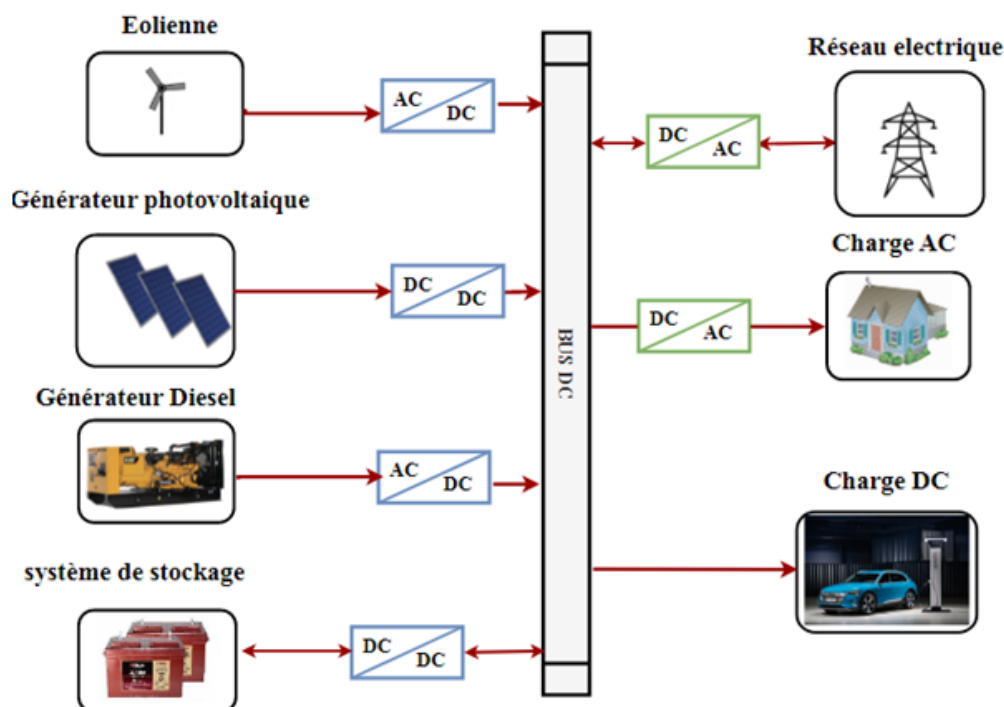 Eolienne
AC
DC
Générateur photovoltaique
DC
DC
Générateur Diesel
AC
DC
système de stockage
DC
DC
BUS DC
Réseau electrique
DC
AC
Charge AC
DC
AC
Charge DC